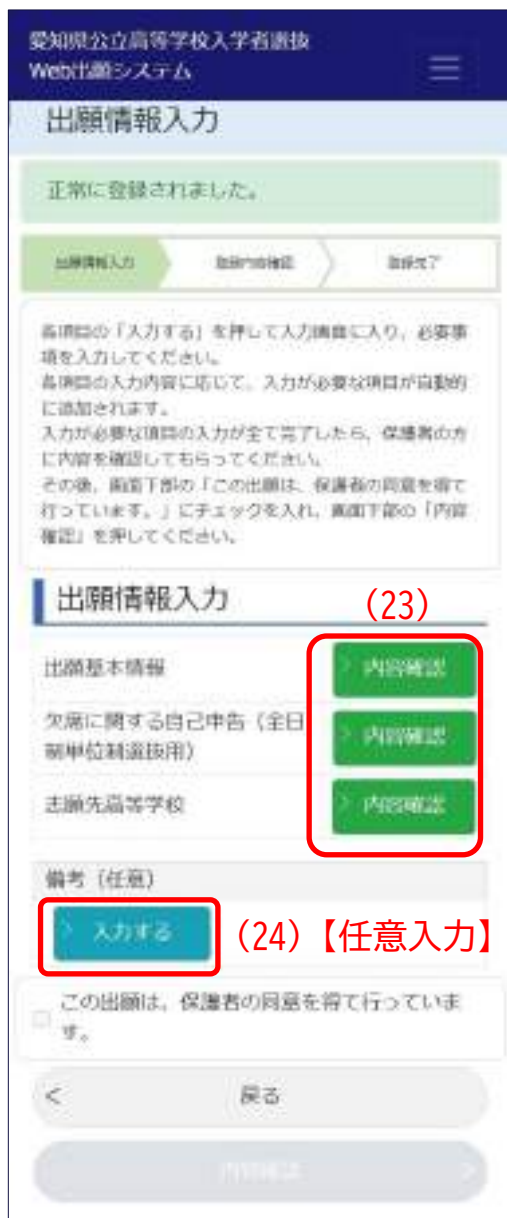 愛知県公立高等学校入学者選抜
Web出願システム
出願情報入力
正常に登録されました。
出願情報入力
登録内容確認
登録完了
各項目の「入力する」を押して入力画面に入り、必要事
項を入力してください。
各項目の入力内容に応じて、入力が必要な項目が自動的
に追加されます。
入力が必要な項目の入力が全て完了したら、保護者の方
に内容を確認してもらってください。
その後、画面下部の「この出願は、保護者の同意を得て
行っています。」にチェックを入れ、画面下部の「内容
確認」を押してください。
出願情報入力
(23)
出願基本情報
内容確認
欠席に関する自己申告（全日
制単位制選抜用）
内容確認
志願先高等学校
内容確認
備考（任意）
入力する
(24)【任意入力】
この出願は、保護者の同意を得て行っていま
す。
戻る
内容確認